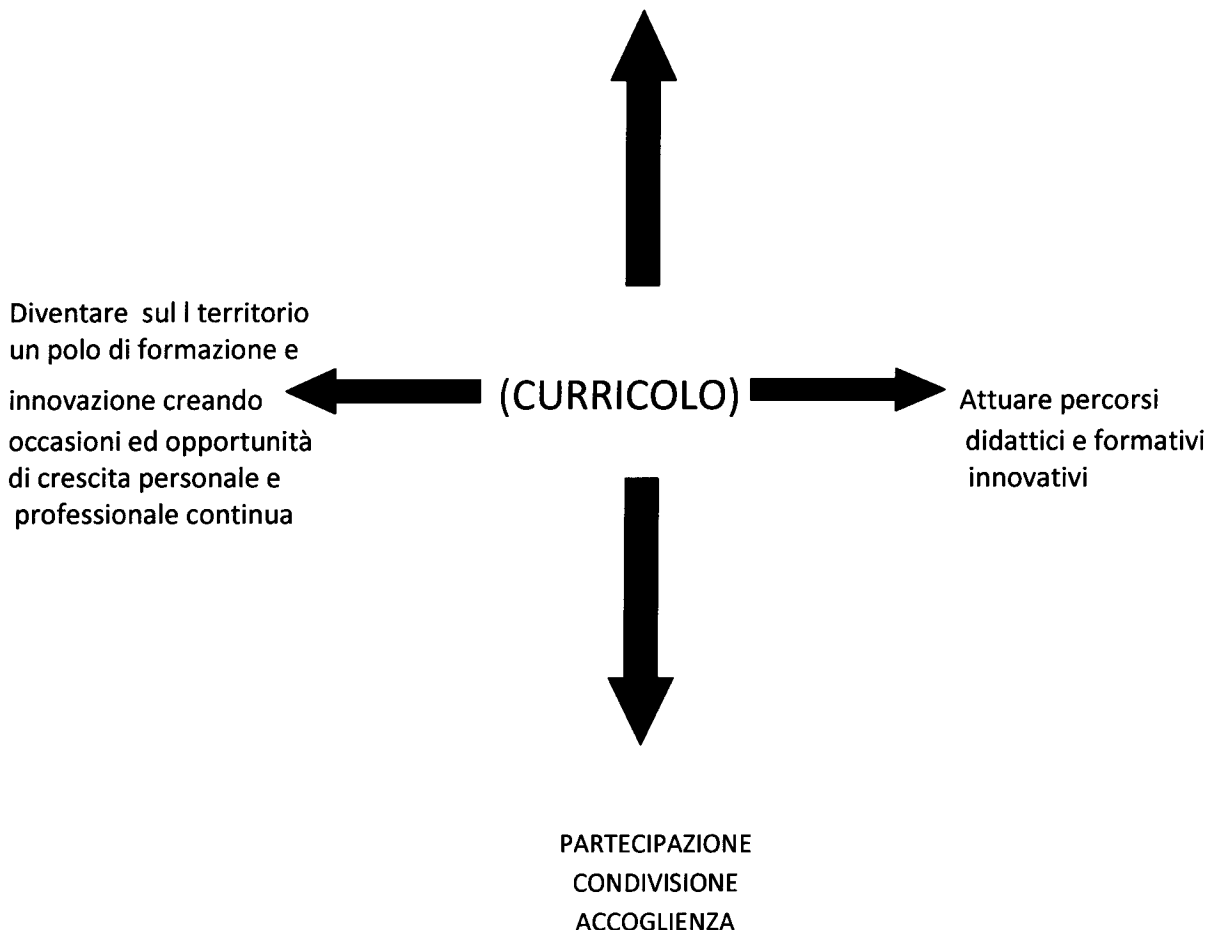 Diventare sul l territorio
un polo di formazione e
innovazione creando
occasioni ed opportunità
di crescita personale e
professionale continua
(CURRICOLO)
Attuare percorsi
didattici e formativi
innovativi
PARTECIPAZIONE
CONDIVISIONE
ACCOGLIENZA